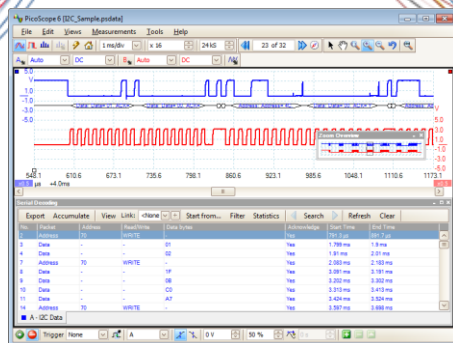 PicoScope 6 [I2C_Sample.psdata]
File Edit Views Measurements Tools Help
1 ms/div x 16 24 kS 23 of 32
A Auto DC B Auto DC
5.0
V
1.0
-1.0
-3.0
-5.0
V
5.0
3.0
1.0
-1.0
-3.0
-5.0
Zoom Overview
548.1 610.6 673.1 735.6 798.1 860.6 923.1 985.6 1048.1 1110.6 1173.1
µs +4.0ms
Serial Decoding
Export Accumulate View Link: <None Start from... Filter Statistics Search Refresh Clear
No. Packet Address Read/Write Data bytes Acknowledge Start Time End Time
2 Address 70 WRITE - Yes
3 Data - - 01 Yes 1.799 ms 1.9 ms
4 Data - - 02 Yes 1.91 ms 2.01 ms
7 Address 70 WRITE - Yes 2.083 ms 2.183 ms
8 Data - - 1F Yes 3.091 ms 3.191 ms
9 Data - - 0B Yes 3.202 ms 3.302 ms
10 Data - - C0 Yes 3.313 ms 3.413 ms
11 Data - - A7 Yes 3.424 ms 3.524 ms
14 Address 70 WRITE - Yes 3.597 ms 3.698 ms
A - I2C Data
Trigger None A 0 V 50 %